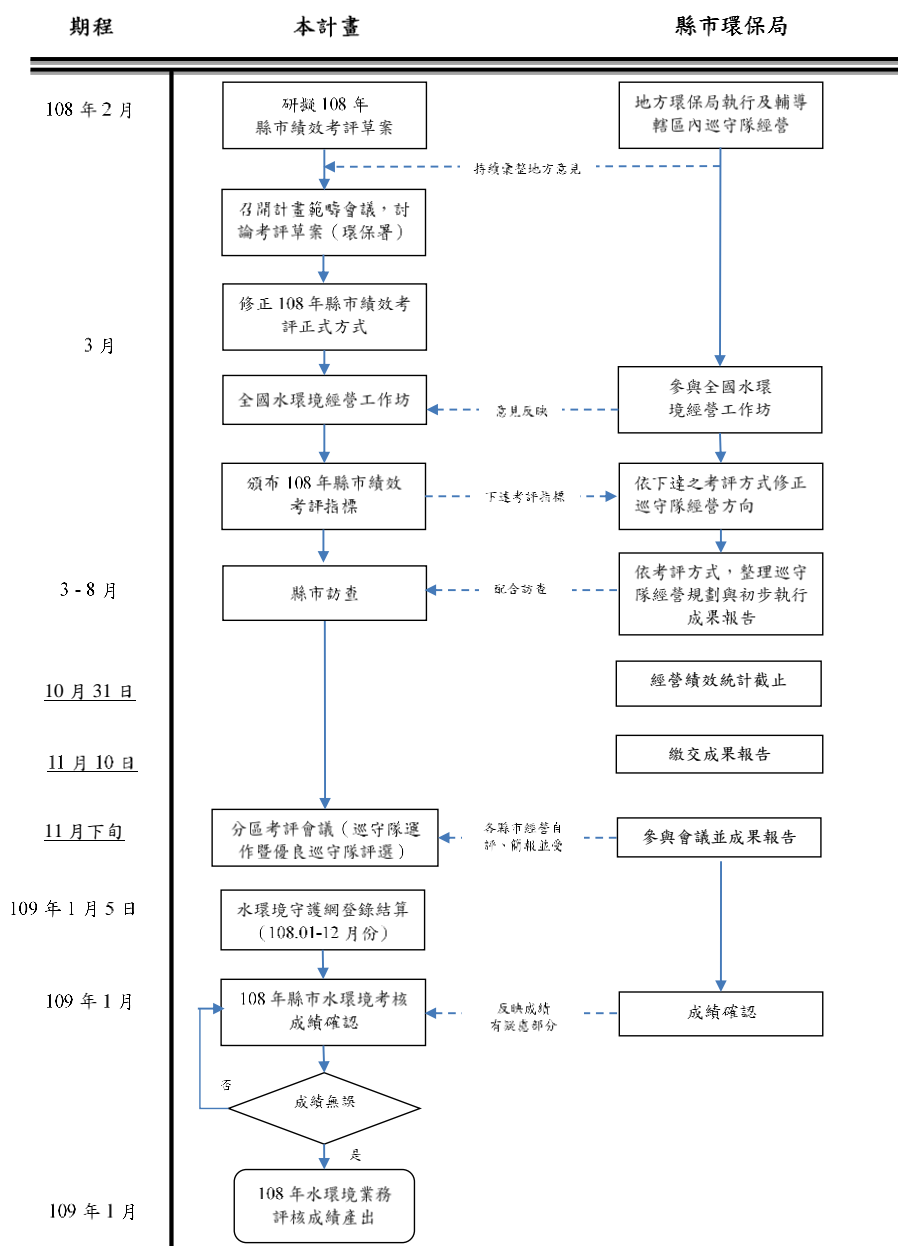 期程
本計畫
縣市環保局
108 年 2 月
研擬 108 年
縣市績效考評草案
地方環保局執行及輔導
轄區內巡守隊經營
持續彙整地方意見
召開計畫範疇會議，討
論考評草案（環保署）
修正 108 年縣市績效考
評正式方式
3 月
全國水環境經營工作坊
意見反映
參與全國水環
境經營工作坊
頒布 108 年縣市績效
考評指標
下達考評指標
依下達之考評方式修正
巡守隊經營方向
3 - 8 月
縣市訪查
配合訪查
依考評方式，整理巡守
隊經營規劃與初步執行
成果報告
10 月 31 日
經營績效統計截止
11 月 10 日
繳交成果報告
11 月下旬
分區考評會議（巡守隊運
作暨優良巡守隊評選）
各縣市經營自
評、簡報並受
參與會議並成果報告
109 年 1 月 5 日
水環境守護網登錄結算
（108.01-12 月份）
109 年 1 月
108 年縣市水環境考核
成績確認
反映成績
有疑慮部分
成績確認
否
成績無誤
是
109 年 1 月
108 年水環境業務
評核成績產出